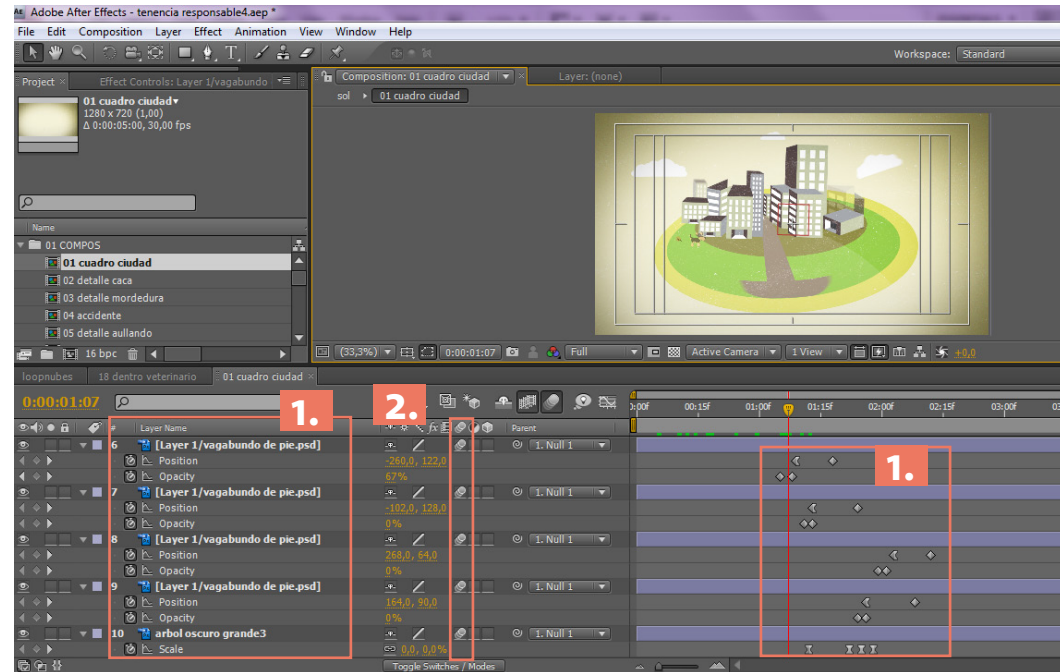 Ae Adobe After Effects - tenencia responsable4.aep *
File Edit Composition Layer Effect Animation View Window Help
Workspace: Standard
Project × Effect Controls: Layer 1/vagabundo
Composition: 01 cuadro ciudad Layer: (none)
sol 01 cuadro ciudad
01 cuadro ciudad
1280 x 720 (1,00)
Δ 0:00:05:00, 30,00 fps
Name
01 COMPOS
01 cuadro ciudad
02 detalle caca
03 detalle mordedura
04 accidente
05 detalle aullando
16 bpc
(33,3%) 0:00:01:07 Full Active Camera 1 View +0,0
loopnubes 18 dentro veterinario 01 cuadro ciudad ×
0:00:01:07
1. 2.
):00f 00:15f 01:00f 01:15f 02:00f 02:15f 03:00f
# Layer Name fx Parent
6 [Layer 1/vagabundo de pie.psd] 1. Null 1
Position -260,0, 122,0
Opacity 67%
1.
7 [Layer 1/vagabundo de pie.psd] 1. Null 1
Position -102,0, 128,0
Opacity 0%
8 [Layer 1/vagabundo de pie.psd] 1. Null 1
Position 268,0, 64,0
Opacity 0%
9 [Layer 1/vagabundo de pie.psd] 1. Null 1
Position 164,0, 90,0
Opacity 0%
10 arbol oscuro grande3 1. Null 1
Scale 0,0, 0,0%
Toggle Switches / Modes